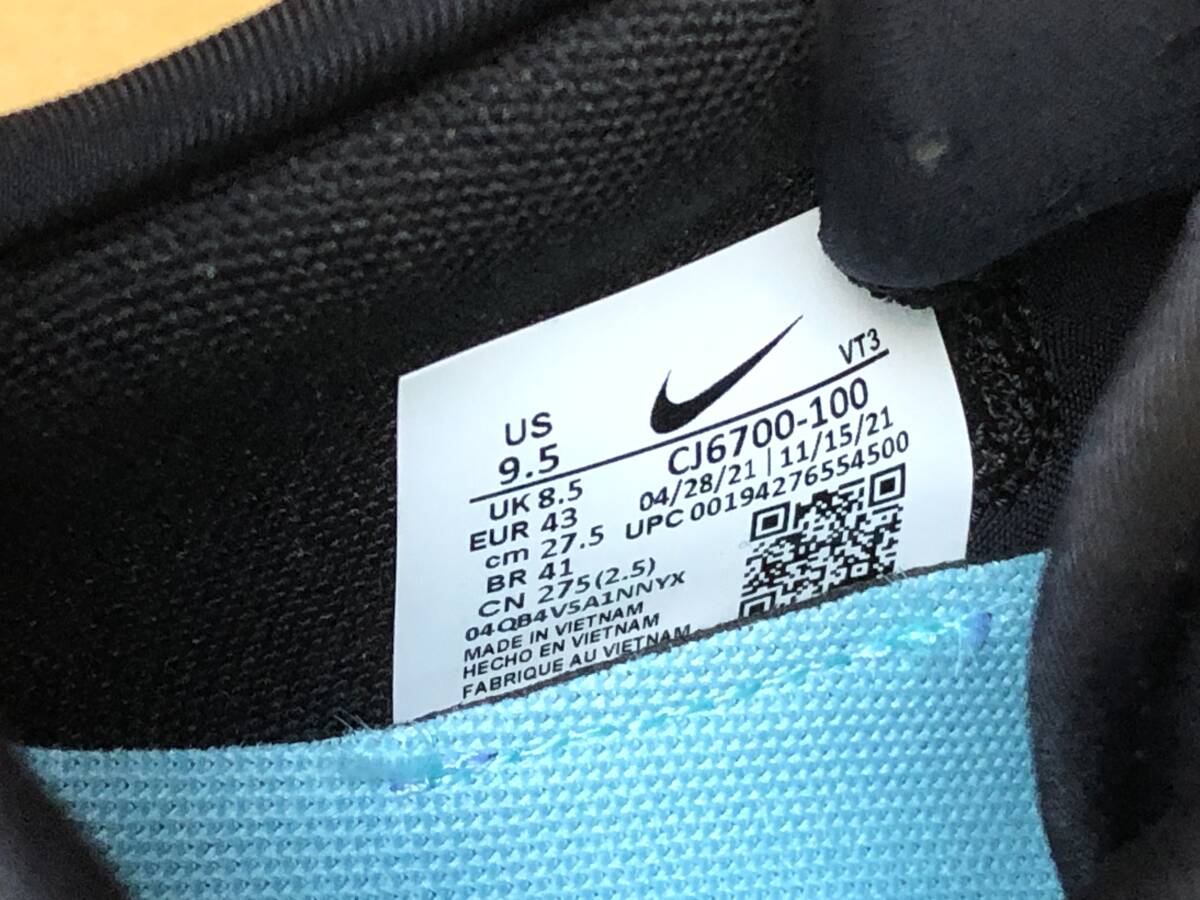 VT3
US
9.5
CJ6700-100
04/28/21 | 11/15/21
UPC 00194276554500
UK 8.5
EUR 43
cm 27.5
BR 41
CN 275(2.5)
04QB4V5A1NNYX
MADE IN VIETNAM
HECHO EN VIETNAM
FABRIQUE AU VIETNAM